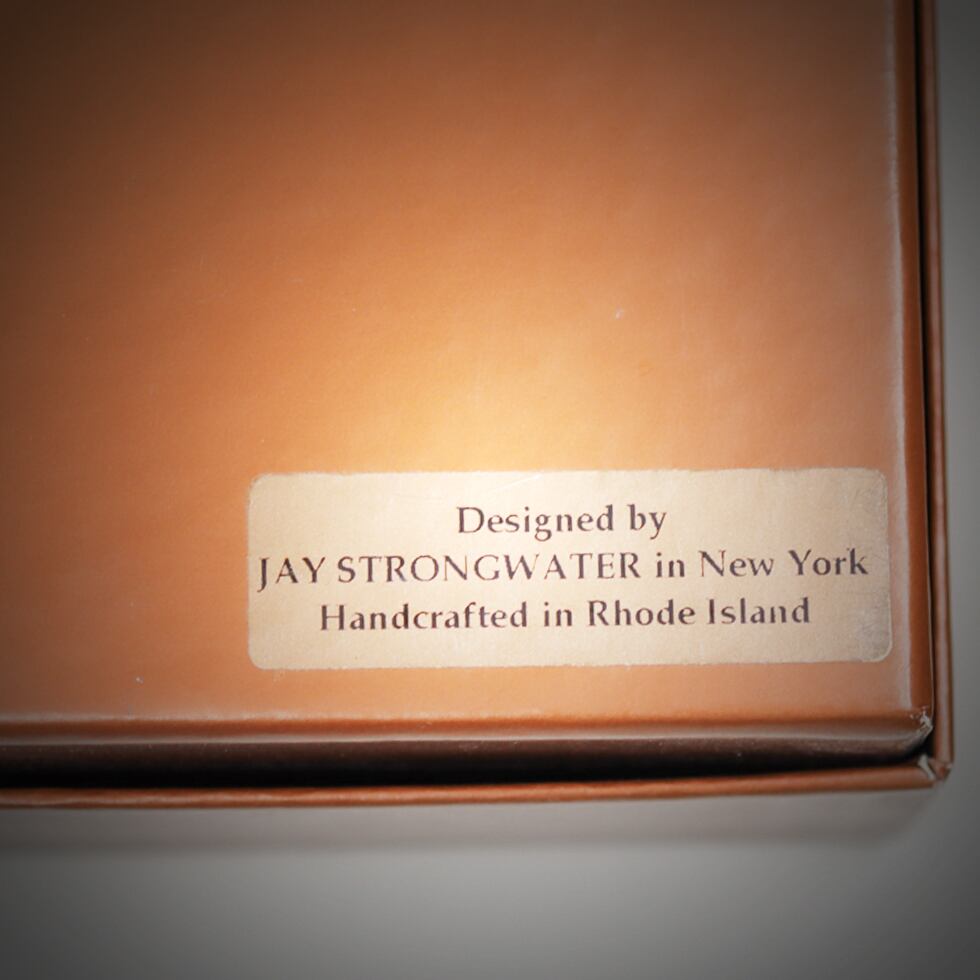 Designed by
JAY STRONGWATER in New York
Handcrafted in Rhode Island